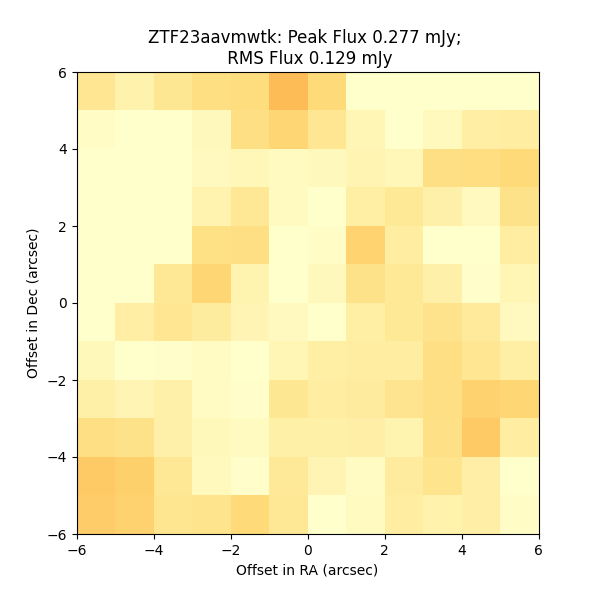 ZTF23aavmwtk: Peak Flux 0.277 mJy;
RMS Flux 0.129 mJy
6
4
2
0
−2
−4
−6
Offset in Dec (arcsec)
−6 −4 −2 0 2 4 6
Offset in RA (arcsec)